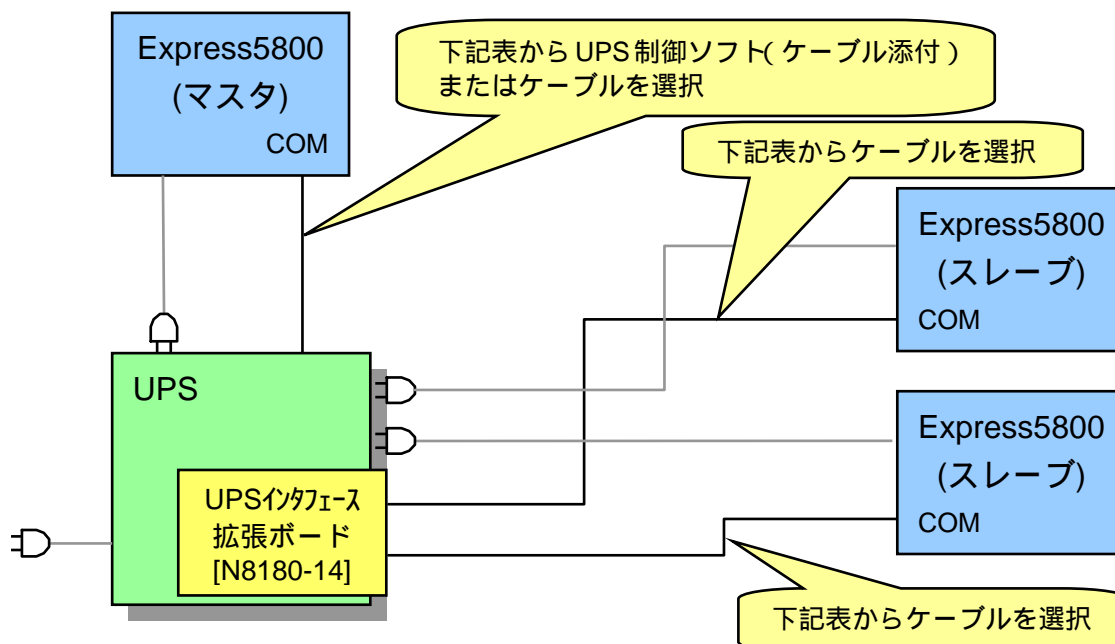 Express5800
(マスタ)
COM
下記表からUPS制御ソフト(ケーブル添付)
またはケーブルを選択
下記表からケーブルを選択
Express5800
(スレーブ)
COM
UPS
UPSｲﾝﾀﾌｪｰｽ
拡張ボード
[N8180-14]
Express5800
(スレーブ)
COM
下記表からケーブルを選択